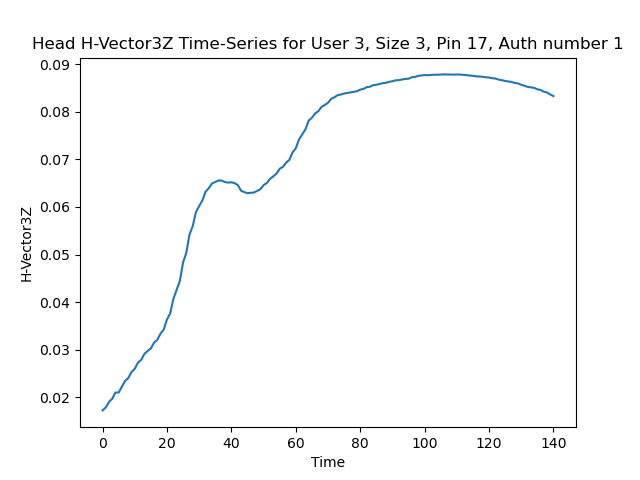 Head H-Vector3Z Time-Series for User 3, Size 3, Pin 17, Auth number 1
0.09
0.08
0.07
0.06
0.05
0.04
0.03
0.02
H-Vector3Z
0 20 40 60 80 100 120 140
Time